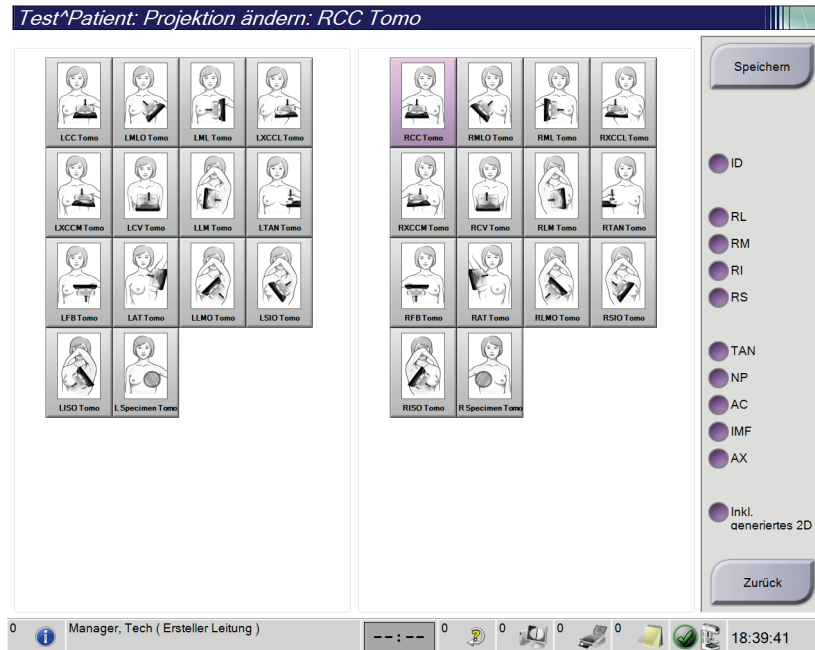 Test^Patient: Projektion ändern: RCC Tomo
LCC Tomo LMLO Tomo LML Tomo LXCCL Tomo
LXCCM Tomo LCV Tomo LLM Tomo LTAN Tomo
LFB Tomo LAT Tomo LLMO Tomo LSIO Tomo
LISO Tomo L Specimen Tomo
RCC Tomo RMLO Tomo RML Tomo RXCCL Tomo
RXCCM Tomo RCV Tomo RLM Tomo RTAN Tomo
RFB Tomo RAT Tomo RLMO Tomo RSIO Tomo
RISO Tomo R Specimen Tomo
Speichern
ID
RL
RM
RI
RS
TAN
NP
AC
IMF
AX
Inkl.
generiertes 2D
Zurück
0 Manager, Tech ( Ersteller Leitung ) --:-- 0 0 0 0 18:39:41